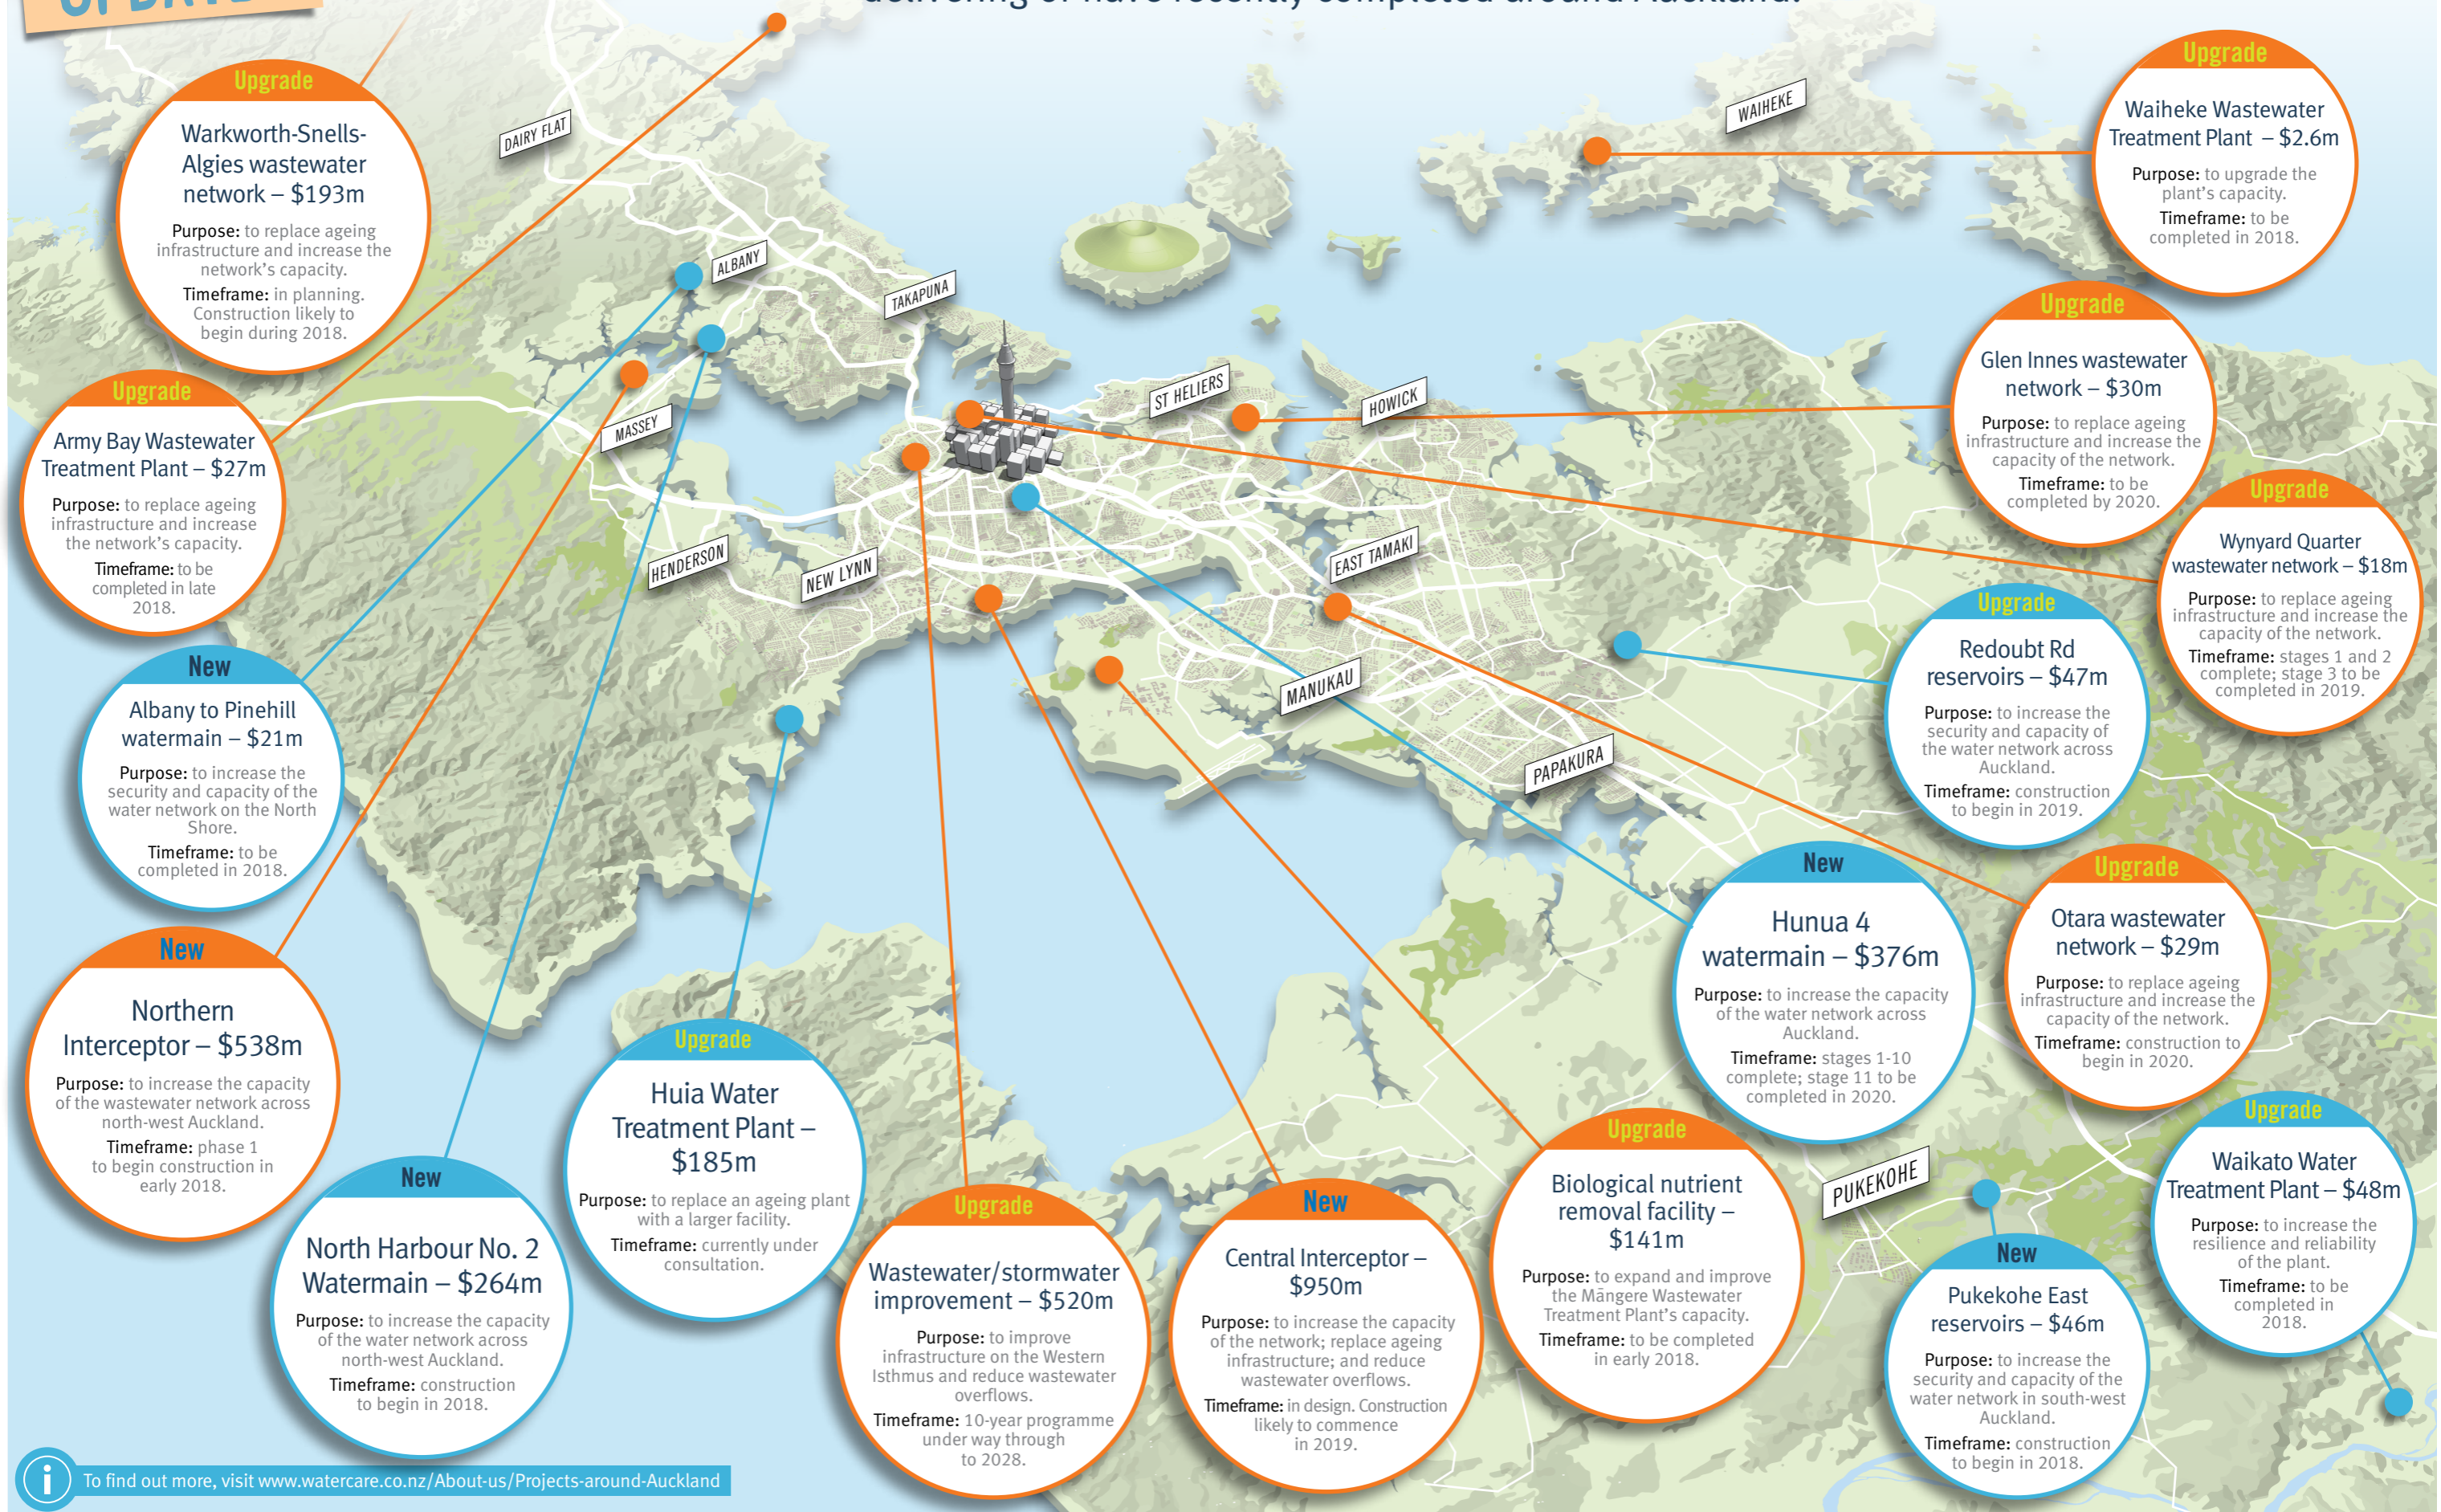 UPDATE
delivering or have recently completed around Auckland.
Upgrade
Warkworth-Snells-
Algies wastewater
network – $193m
Purpose: to replace ageing
infrastructure and increase the
network's capacity.
Timeframe: in planning.
Construction likely to
begin during 2018.
Upgrade
Army Bay Wastewater
Treatment Plant – $27m
Purpose: to replace ageing
infrastructure and increase
the network's capacity.
Timeframe: to be
completed in late
2018.
New
Albany to Pinehill
watermain – $21m
Purpose: to increase the
security and capacity of the
water network on the North
Shore.
Timeframe: to be
completed in 2018.
New
Northern
Interceptor – $538m
Purpose: to increase the capacity
of the wastewater network across
north-west Auckland.
Timeframe: phase 1
to begin construction in
early 2018.
New
North Harbour No. 2
Watermain – $264m
Purpose: to increase the capacity
of the water network across
north-west Auckland.
Timeframe: construction
to begin in 2018.
Upgrade
Huia Water
Treatment Plant –
$185m
Purpose: to replace an ageing plant
with a larger facility.
Timeframe: currently under
consultation.
Upgrade
Wastewater/stormwater
improvement – $520m
Purpose: to improve
infrastructure on the Western
Isthmus and reduce wastewater
overflows.
Timeframe: 10-year programme
under way through
to 2028.
New
Central Interceptor –
$950m
Purpose: to increase the capacity
of the network; replace ageing
infrastructure; and reduce
wastewater overflows.
Timeframe: in design. Construction
likely to commence
in 2019.
Upgrade
Biological nutrient
removal facility –
$141m
Purpose: to expand and improve
the Māngere Wastewater
Treatment Plant's capacity.
Timeframe: to be completed
in early 2018.
New
Hunua 4
watermain – $376m
Purpose: to increase the capacity
of the water network across
Auckland.
Timeframe: stages 1-10
complete; stage 11 to be
completed in 2020.
New
Pukekohe East
reservoirs – $46m
Purpose: to increase the
security and capacity of the
water network in south-west
Auckland.
Timeframe: construction
to begin in 2018.
Upgrade
Waikato Water
Treatment Plant – $48m
Purpose: to increase the
resilience and reliability
of the plant.
Timeframe: to be
completed in
2018.
Upgrade
Otara wastewater
network – $29m
Purpose: to replace ageing
infrastructure and increase the
capacity of the network.
Timeframe: construction to
begin in 2020.
Upgrade
Redoubt Rd
reservoirs – $47m
Purpose: to increase the
security and capacity of
the water network across
Auckland.
Timeframe: construction
to begin in 2019.
Upgrade
Wynyard Quarter
wastewater network – $18m
Purpose: to replace ageing
infrastructure and increase the
capacity of the network.
Timeframe: stages 1 and 2
complete; stage 3 to be
completed in 2019.
Upgrade
Glen Innes wastewater
network – $30m
Purpose: to replace ageing
infrastructure and increase the
capacity of the network.
Timeframe: to be
completed by 2020.
Upgrade
Waiheke Wastewater
Treatment Plant – $2.6m
Purpose: to upgrade the
plant's capacity.
Timeframe: to be
completed in 2018.
DAIRY FLAT
ALBANY
TAKAPUNA
WAIHEKE
MASSEY
ST HELIERS
HOWICK
HENDERSON
NEW LYNN
EAST TAMAKI
MANUKAU
PAPAKURA
PUKEKOHE
i
To find out more, visit www.watercare.co.nz/About-us/Projects-around-Auckland